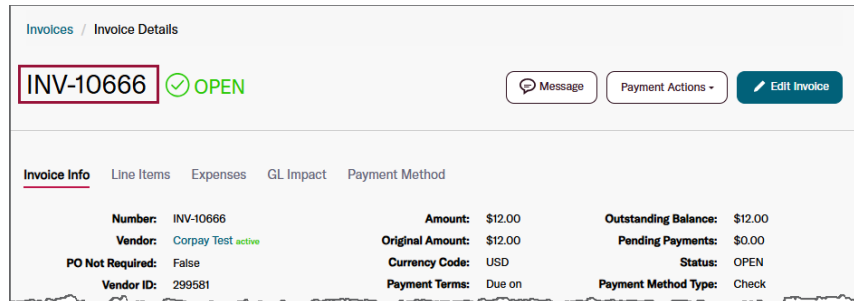 Invoices / Invoice Details
INV-10666 OPEN Message Payment Actions Edit Invoice
Invoice Info Line Items Expenses GL Impact Payment Method
Number: INV-10666 Amount: $12.00 Outstanding Balance: $12.00
Vendor: Corpay Test active Original Amount: $12.00 Pending Payments: $0.00
PO Not Required: False Currency Code: USD Status: OPEN
Vendor ID: 299581 Payment Terms: Due on Payment Method Type: Check